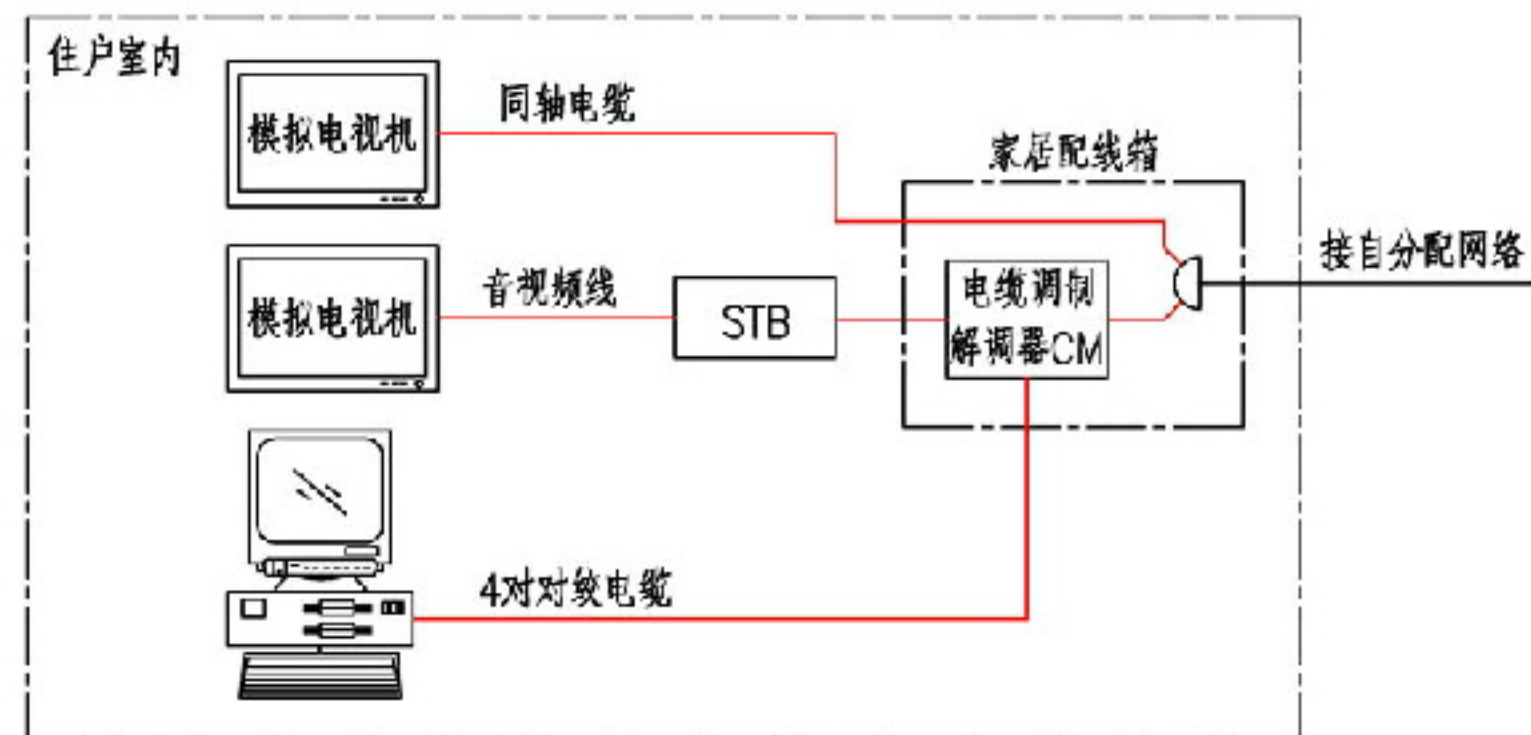 住户室内
模拟电视机
同轴电缆
家居配线箱
接自分配网络
模拟电视机
音视频线
STB
电缆调制
解调器CM
4对对绞电缆